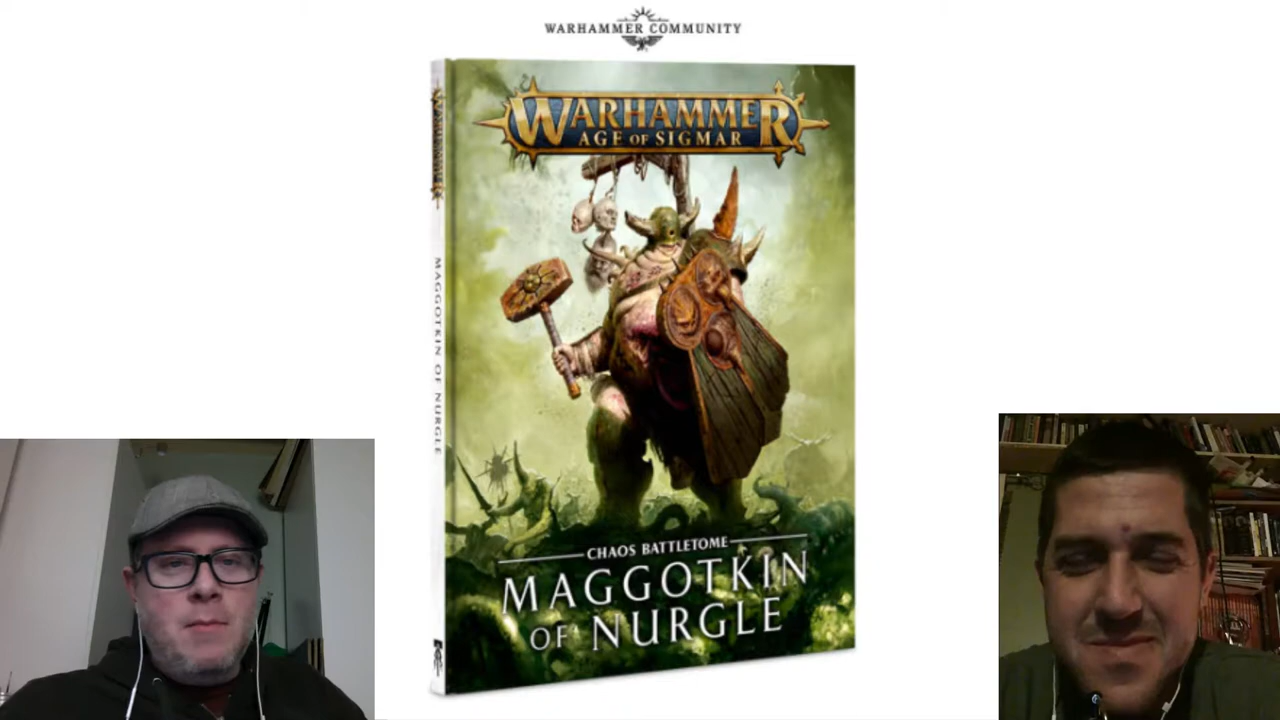 WARHAMMER COMMUNITY
WARHAMMER
AGE OF SIGMAR
MAGGOTKIN OF NURGLE
CHAOS BATTLETOME
MAGGOTKIN
OF NURGLE